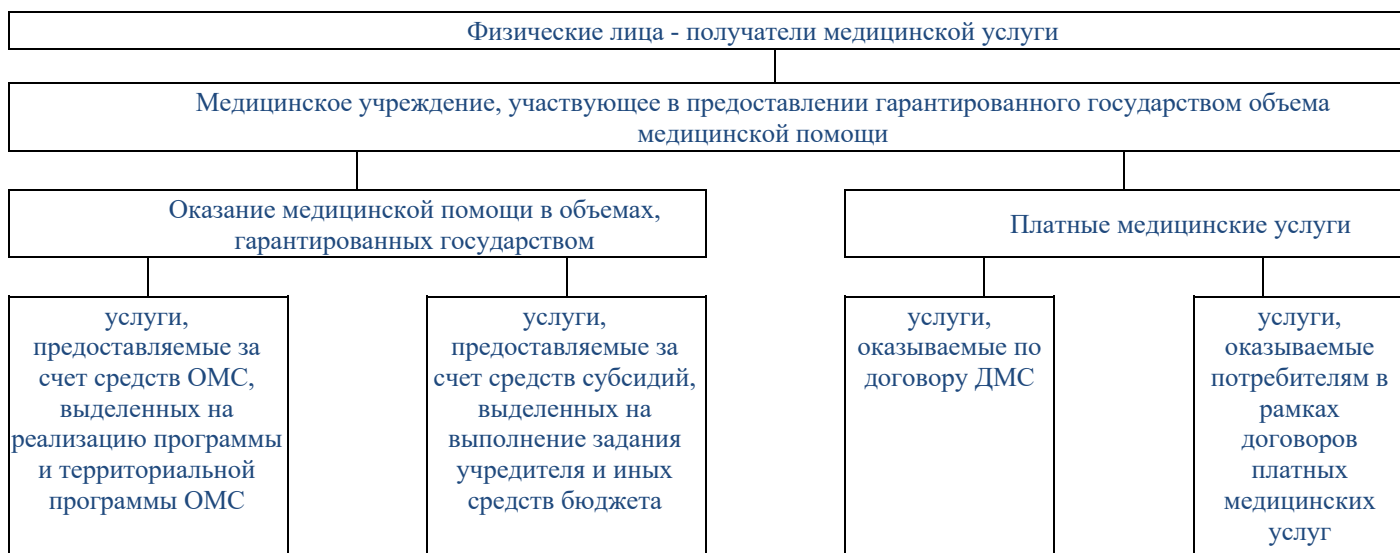 Физические лица - получатели медицинской услуги
Медицинское учреждение, участвующее в предоставлении гарантированного государством объема
медицинской помощи
Оказание медицинской помощи в объемах,
гарантированных государством
Платные медицинские услуги
услуги,
предоставляемые за
счет средств ОМС,
выделенных на
реализацию программы
и территориальной
программы ОМС
услуги,
предоставляемые за
счет средств субсидий,
выделенных на
выполнение задания
учредителя и иных
средств бюджета
услуги,
оказываемые по
договору ДМС
услуги,
оказываемые
потребителям в
рамках
договоров
платных
медицинских
услуг